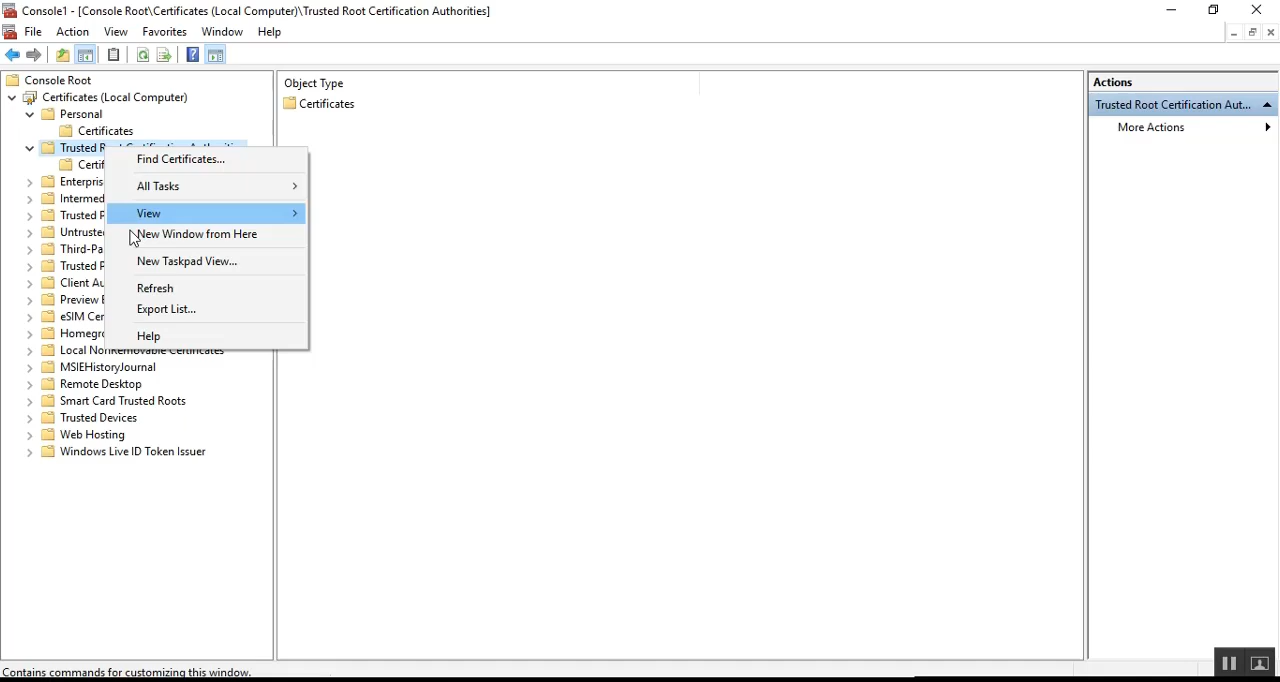 Console1 - [Console Root\Certificates (Local Computer)\Trusted Root Certification Authorities]
File Action View Favorites Window Help
Console Root
Certificates (Local Computer)
Personal
Certificates
Trusted
Enterpris
Intermed
Trusted
Untruste
Third-Pa
Trusted
Client Au
Preview
eSIM Cer
Homegro
Local NonRemovable Certificates
MSIEHistoryJournal
Remote Desktop
Smart Card Trusted Roots
Trusted Devices
Web Hosting
Windows Live ID Token Issuer
Find Certificates...
All Tasks
View
New Window from Here
New Taskpad View...
Refresh
Export List...
Help
Object Type
Certificates
Actions
Trusted Root Certification Aut...
More Actions
Contains commands for customizing this window.